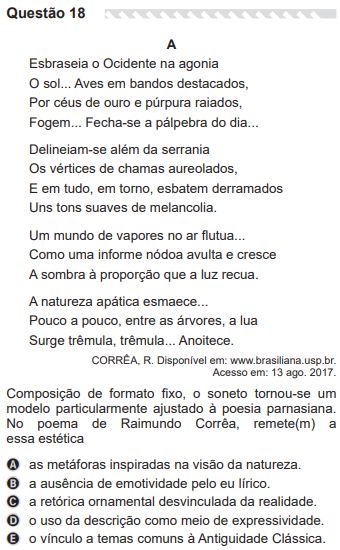 Questão 18
A
Esbraseia o Ocidente na agonia
O sol... Aves em bandos destacados,
Por céus de ouro e púrpura raiados,
Fogem... Fecha-se a pálpebra do dia...
Delineiam-se além da serrania
Os vértices de chamas aureolados,
E em tudo, em torno, esbatem derramados
Uns tons suaves de melancolia.
Um mundo de vapores no ar flutua...
Como uma informe nódoa avulta e cresce
A sombra à proporção que a luz recua.
A natureza apática esmaece...
Pouco a pouco, entre as árvores, a lua
Surge trêmula, trêmula... Anoitece.
CORRÊA, R. Disponível em: www.brasiliana.usp.br.
Acesso em: 13 ago. 2017.
Composição de formato fixo, o soneto tornou-se um
modelo particularmente ajustado à poesia parnasiana.
No poema de Raimundo Corrêa, remete(m) a
essa estética
A as metáforas inspiradas na visão da natureza.
B a ausência de emotividade pelo eu lírico.
C a retórica ornamental desvinculada da realidade.
D o uso da descrição como meio de expressividade.
E o vínculo a temas comuns à Antiguidade Clássica.